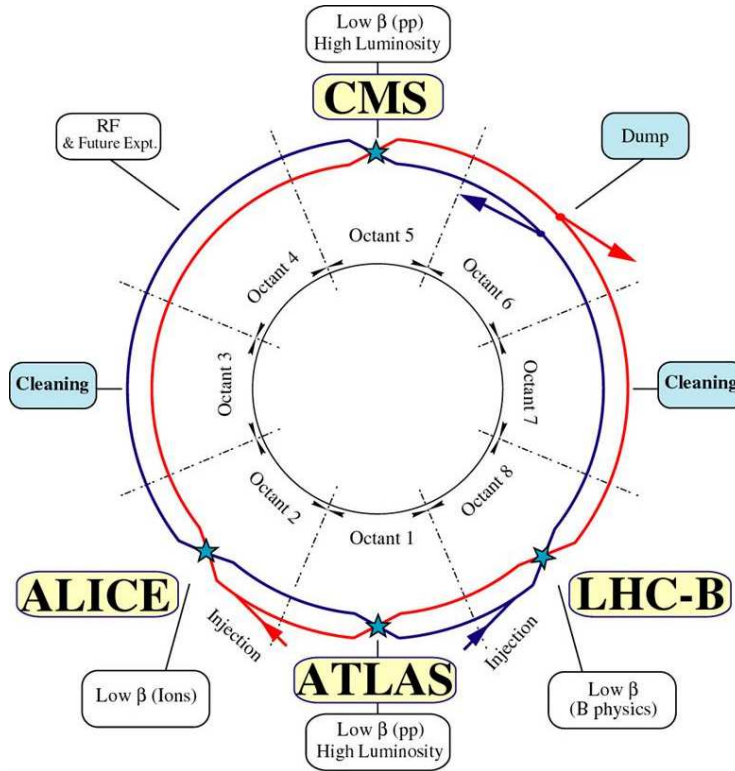 Low β (pp)
High Luminosity
CMS
RF
& Future Expt.
Dump
Octant 5
Octant 4
Octant 6
Cleaning
Octant 3
Octant 7
Cleaning
Octant 2
Octant 8
Octant 1
ALICE
LHC-B
Injection
Injection
ATLAS
Low β (Ions)
Low β
(B physics)
Low β (pp)
High Luminosity